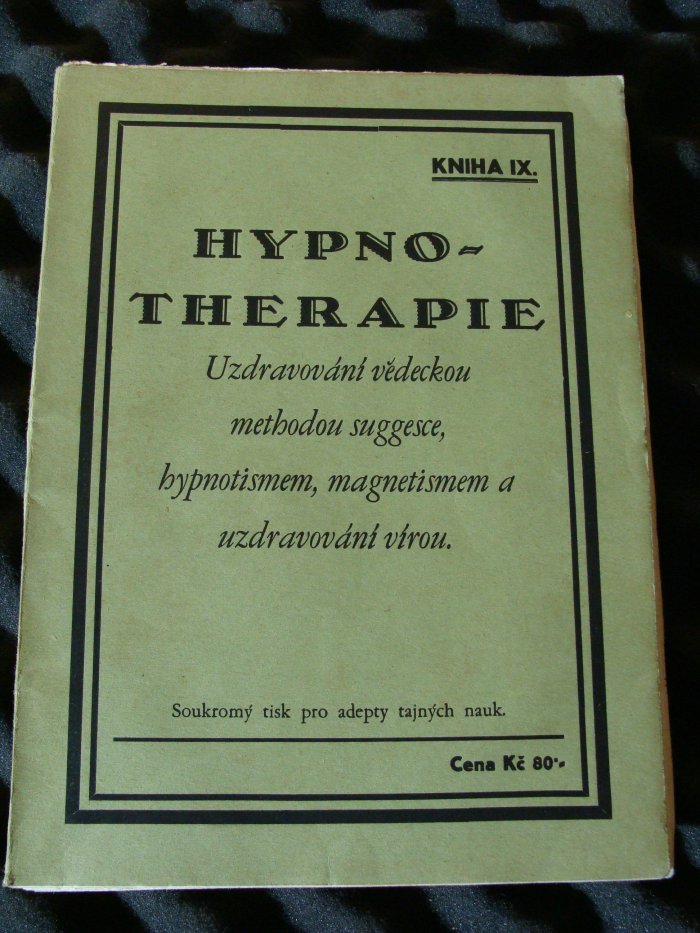 KNIHA IX.
HYPNO-
THERAPIE
Uzdravování vědeckou
methodou suggesce,
hypnotismem, magnetismem a
uzdravování vírou.
Soukromý tisk pro adepty tajných nauk.
Cena Kč 80·-